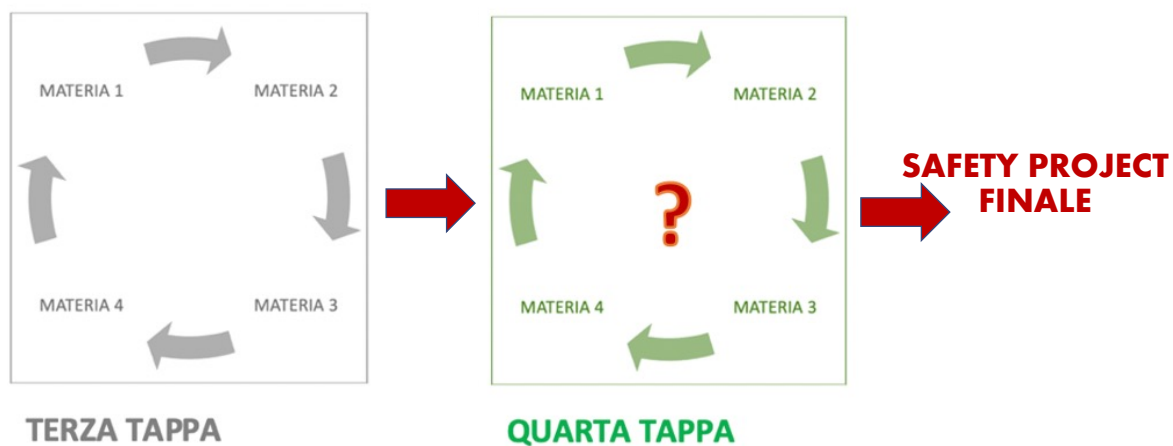 MATERIA 1
MATERIA 2
MATERIA 4
MATERIA 3
TERZA TAPPA
MATERIA 1
MATERIA 2
?
MATERIA 4
MATERIA 3
QUARTA TAPPA
SAFETY PROJECT
FINALE